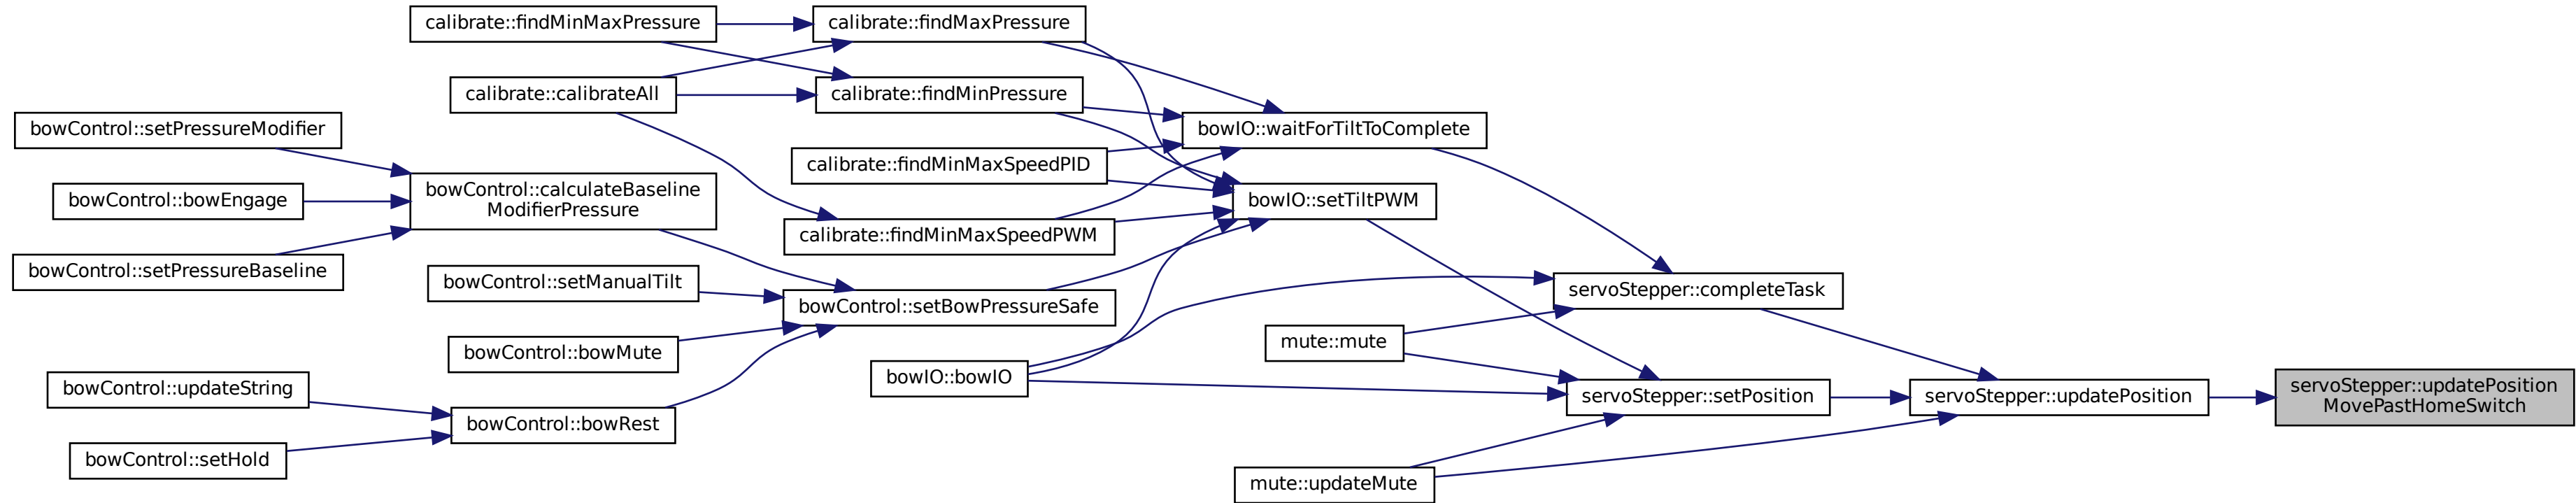 calibrate::findMinMaxPressure
calibrate::findMaxPressure
calibrate::calibrateAll
calibrate::findMinPressure
bowControl::setPressureModifier
bowIO::waitForTiltToComplete
calibrate::findMinMaxSpeedPID
bowControl::bowEngage
bowControl::calculateBaseline
ModifierPressure
bowIO::setTiltPWM
calibrate::findMinMaxSpeedPWM
bowControl::setPressureBaseline
bowControl::setManualTilt
servoStepper::completeTask
bowControl::setBowPressureSafe
mute::mute
bowControl::bowMute
bowIO::bowIO
bowControl::updateString
servoStepper::setPosition
servoStepper::updatePosition
servoStepper::updatePosition
MovePastHomeSwitch
bowControl::bowRest
bowControl::setHold
mute::updateMute